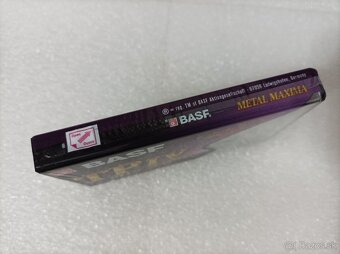 ® = reg. TM of BASF Aktiengesellschaft - 67056 Ludwigshafen, Germany
BASF METAL MAXIMA
BASF
Bazos.sk